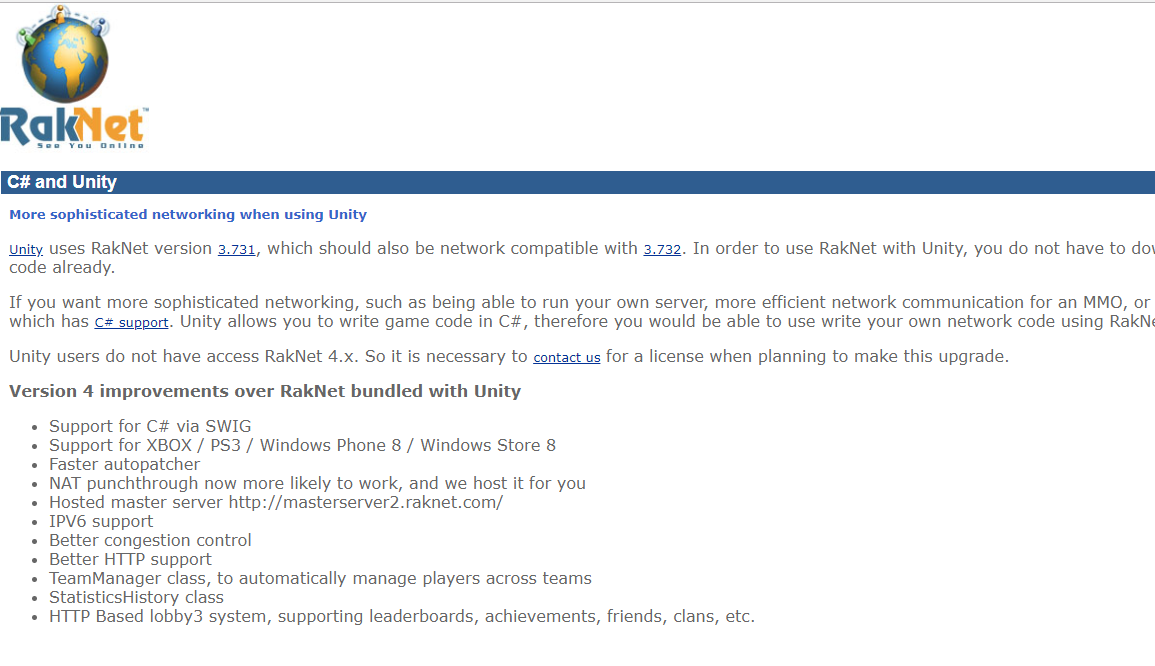 RakNet™
See You Online
C# and Unity
More sophisticated networking when using Unity
Unity uses RakNet version 3.731, which should also be network compatible with 3.732. In order to use RakNet with Unity, you do not have to
code already.
If you want more sophisticated networking, such as being able to run your own server, more efficient network communication for an MMO, or
which has C# support. Unity allows you to write game code in C#, therefore you would be able to use write your own network code using
Unity users do not have access RakNet 4.x. So it is necessary to contact us for a license when planning to make this upgrade.
Version 4 improvements over RakNet bundled with Unity
• Support for C# via SWIG
• Support for XBOX / PS3 / Windows Phone 8 / Windows Store 8
• Faster autopatcher
• NAT punchthrough now more likely to work, and we host it for you
• Hosted master server http://masterserver2.raknet.com/
• IPV6 support
• Better congestion control
• Better HTTP support
• TeamManager class, to automatically manage players across teams
• StatisticsHistory class
• HTTP Based lobby3 system, supporting leaderboards, achievements, friends, clans, etc.